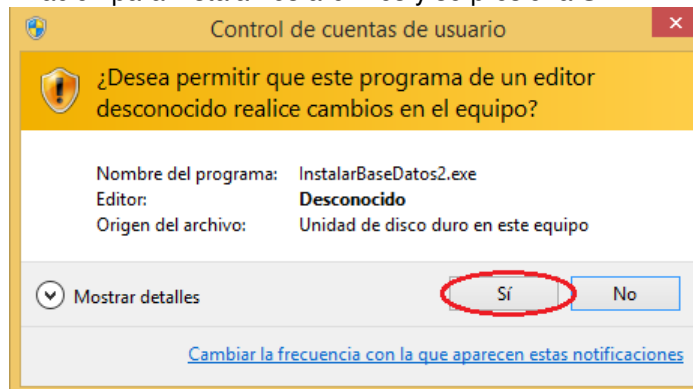 Control de cuentas de usuario
¿Desea permitir que este programa de un editor
desconocido realice cambios en el equipo?
Nombre del programa: InstalarBaseDatos2.exe
Editor: Desconocido
Origen del archivo: Unidad de disco duro en este equipo
Mostrar detalles Sí No
Cambiar la frecuencia con la que aparecen estas notificaciones